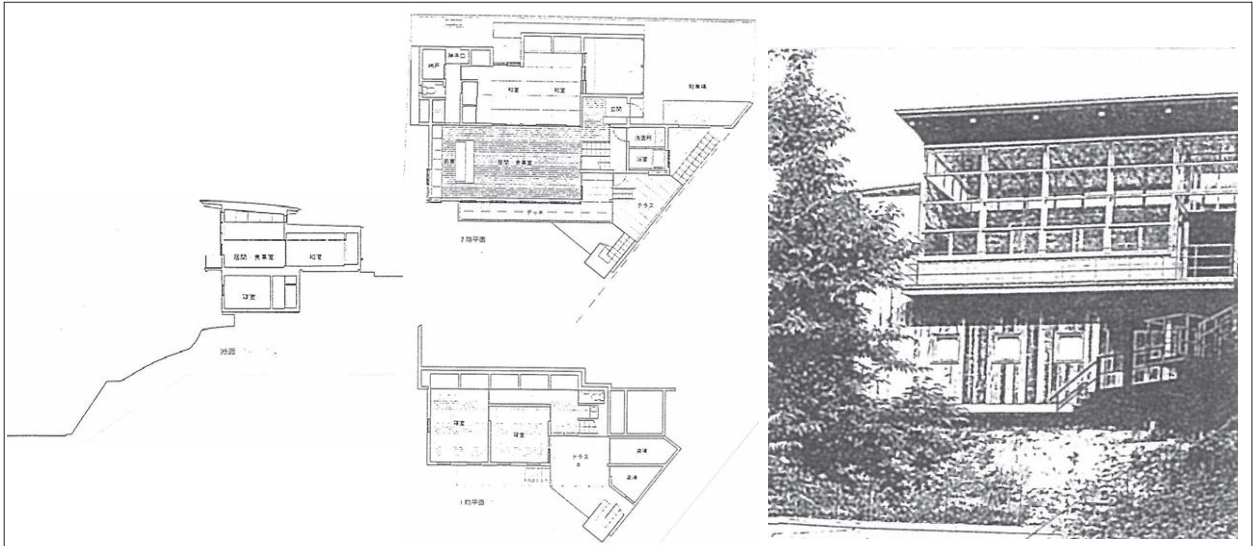 居間・食事室
和室
寝室
断面
納戸
和室
和室
玄関
駐車場
洗面所
浴室
厨房
居間・食事室
テラス
デッキ
2階平面
寝室
寝室
テラス
倉庫
倉庫
1階平面